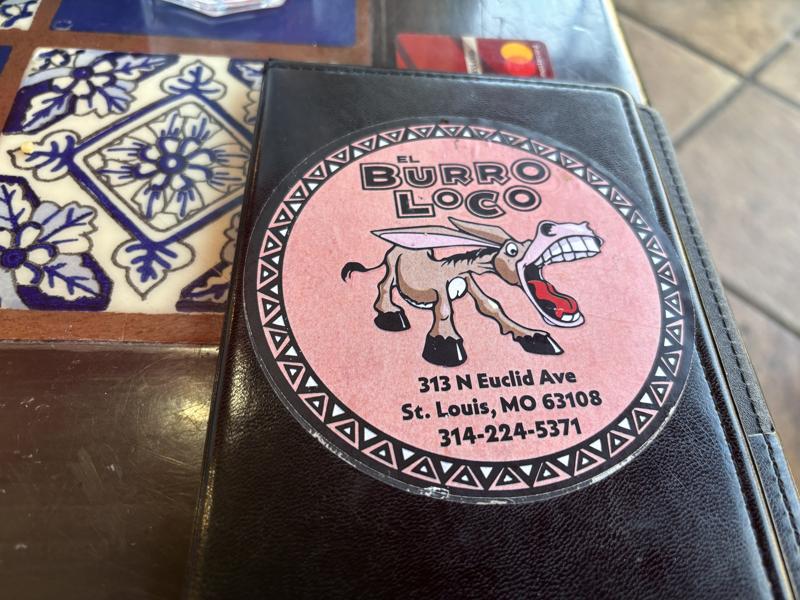 EL
BURRO
LOCO
313 N Euclid Ave
St. Louis, MO 63108
314-224-5371